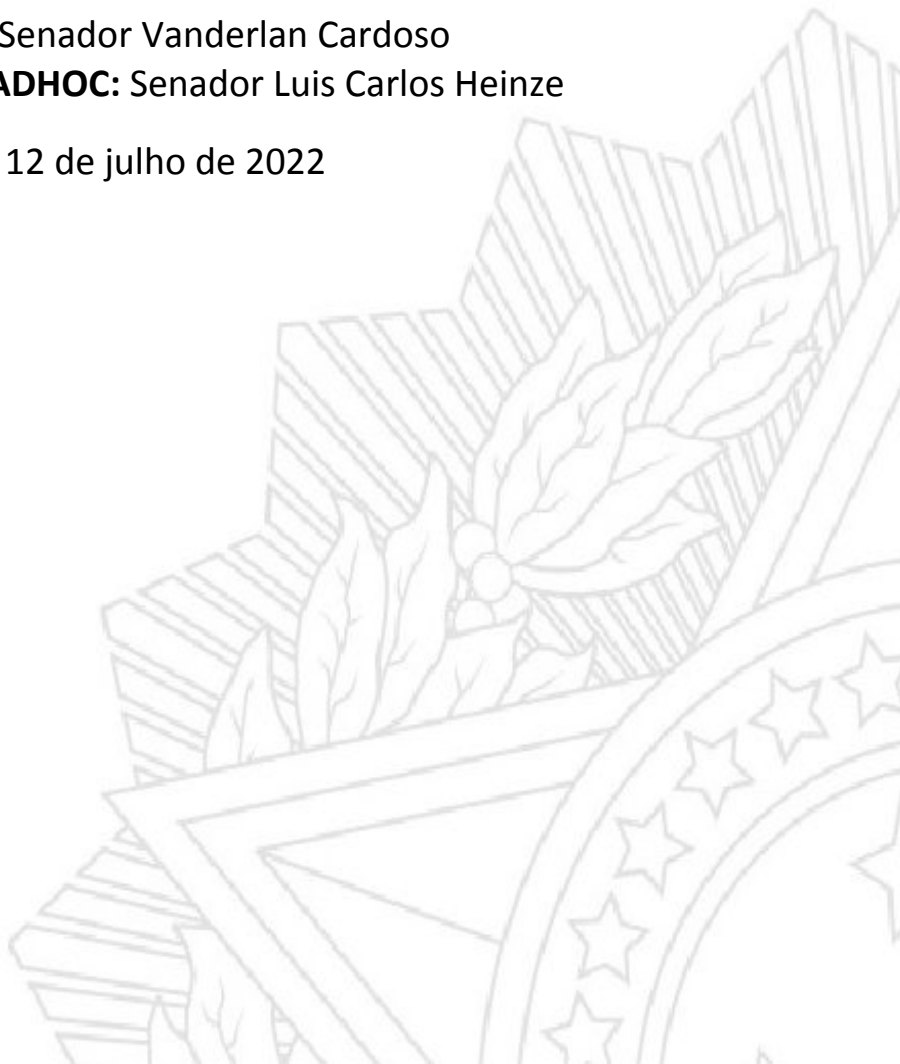 Senador Vanderlan Cardoso
ADHOC: Senador Luis Carlos Heinze
12 de julho de 2022